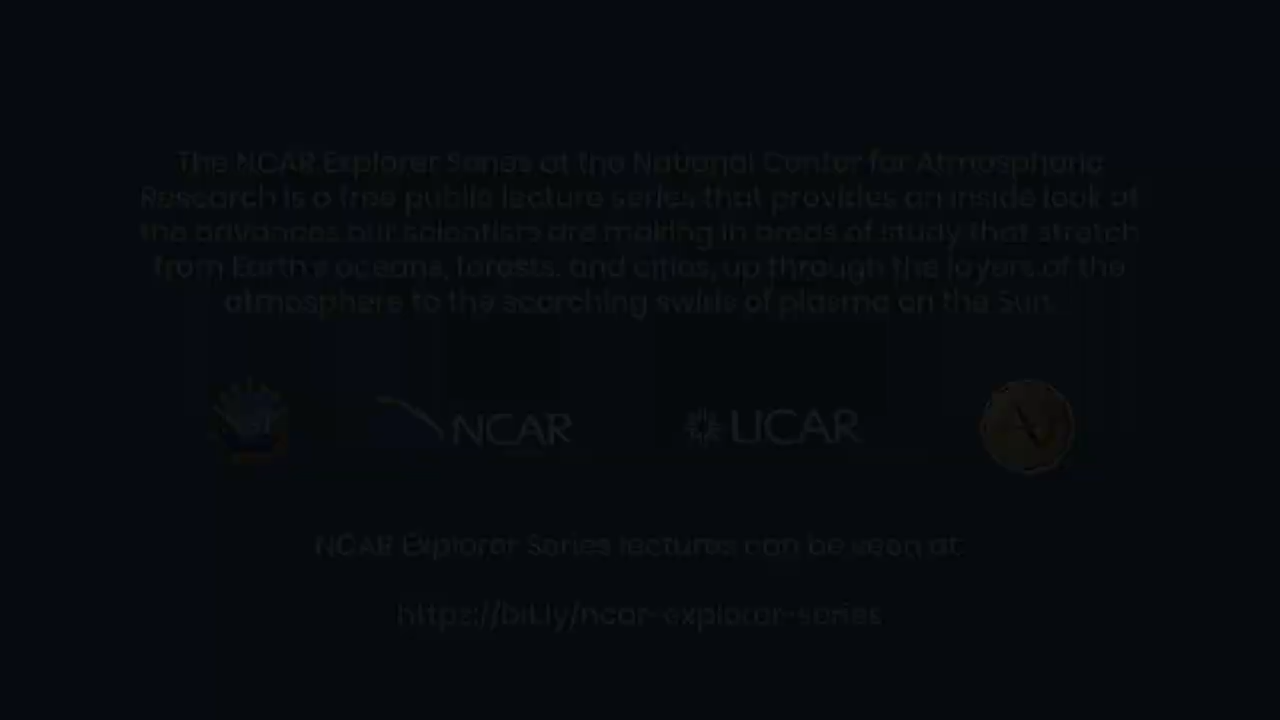 The NCAR Explorer Series at the National Center for Atmospheric
Research is a free public lecture series that provides an inside look at
the advances our scientists are making in areas of study that stretch
from Earth's oceans, forests, and cities, up through the layers of the
atmosphere to the scorching swirls of plasma on the Sun.
NCAR
UCAR
NCAR Explorer Series lectures can be seen at:
https://bit.ly/ncar-explorer-series